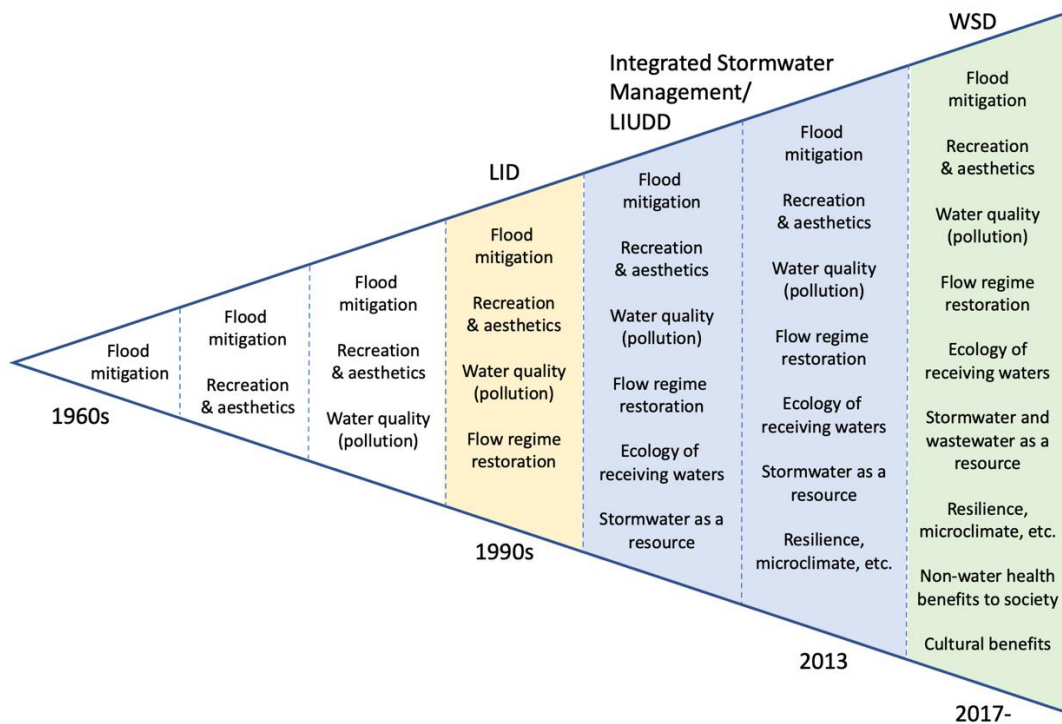 WSD
Integrated Stormwater
Management/
LIUDD
LID
Flood
mitigation
1960s
Flood
mitigation
Recreation
& aesthetics
Flood
mitigation
Recreation
& aesthetics
Water quality
(pollution)
Flood
mitigation
Recreation
& aesthetics
Water quality
(pollution)
Flow regime
restoration
1990s
Flood
mitigation
Recreation
& aesthetics
Water quality
(pollution)
Flow regime
restoration
Ecology of
receiving waters
Stormwater as a
resource
Flood
mitigation
Recreation
& aesthetics
Water quality
(pollution)
Flow regime
restoration
Ecology of
receiving waters
Stormwater as a
resource
Resilience,
microclimate, etc.
2013
Flood
mitigation
Recreation
& aesthetics
Water quality
(pollution)
Flow regime
restoration
Ecology of
receiving waters
Stormwater and
wastewater as a
resource
Resilience,
microclimate, etc.
Non-water health
benefits to society
Cultural benefits
2017-